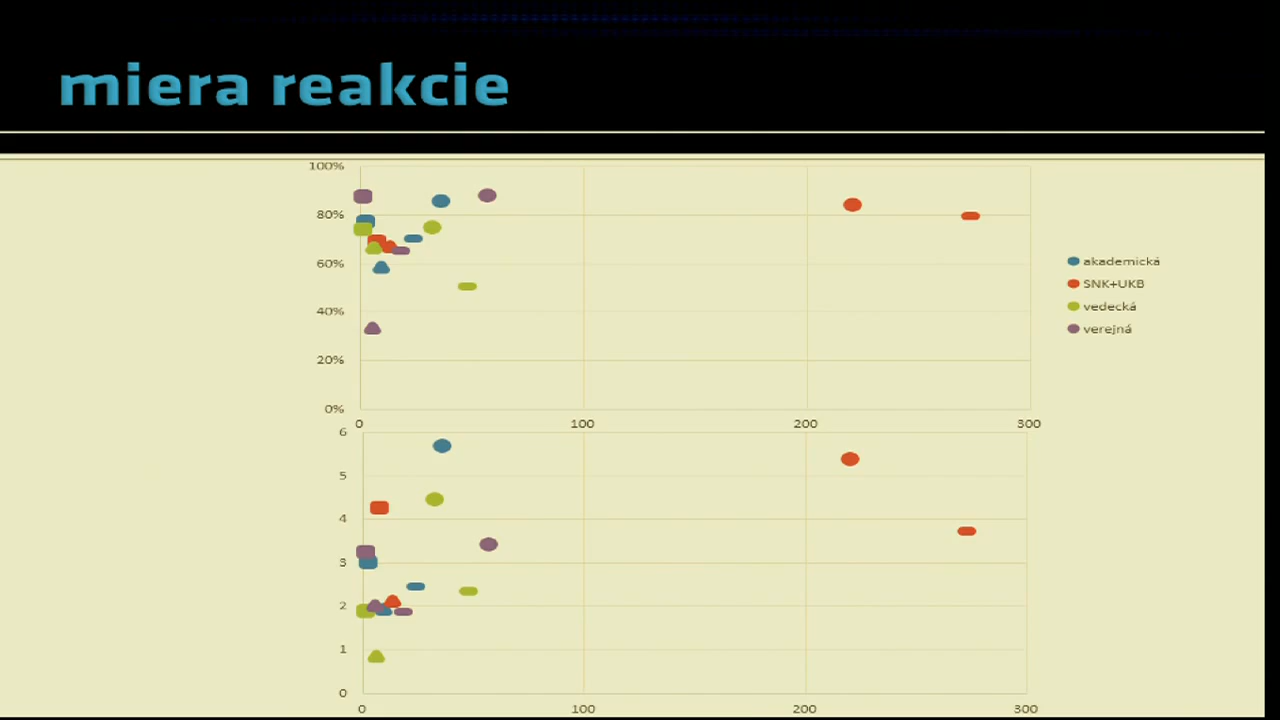 miera reakcie
100%
80%
60%
40%
20%
0%
0 100 200 300
akademická
SNK+UKB
vedecká
verejná
6
5
4
3
2
1
0
0 100 200 300